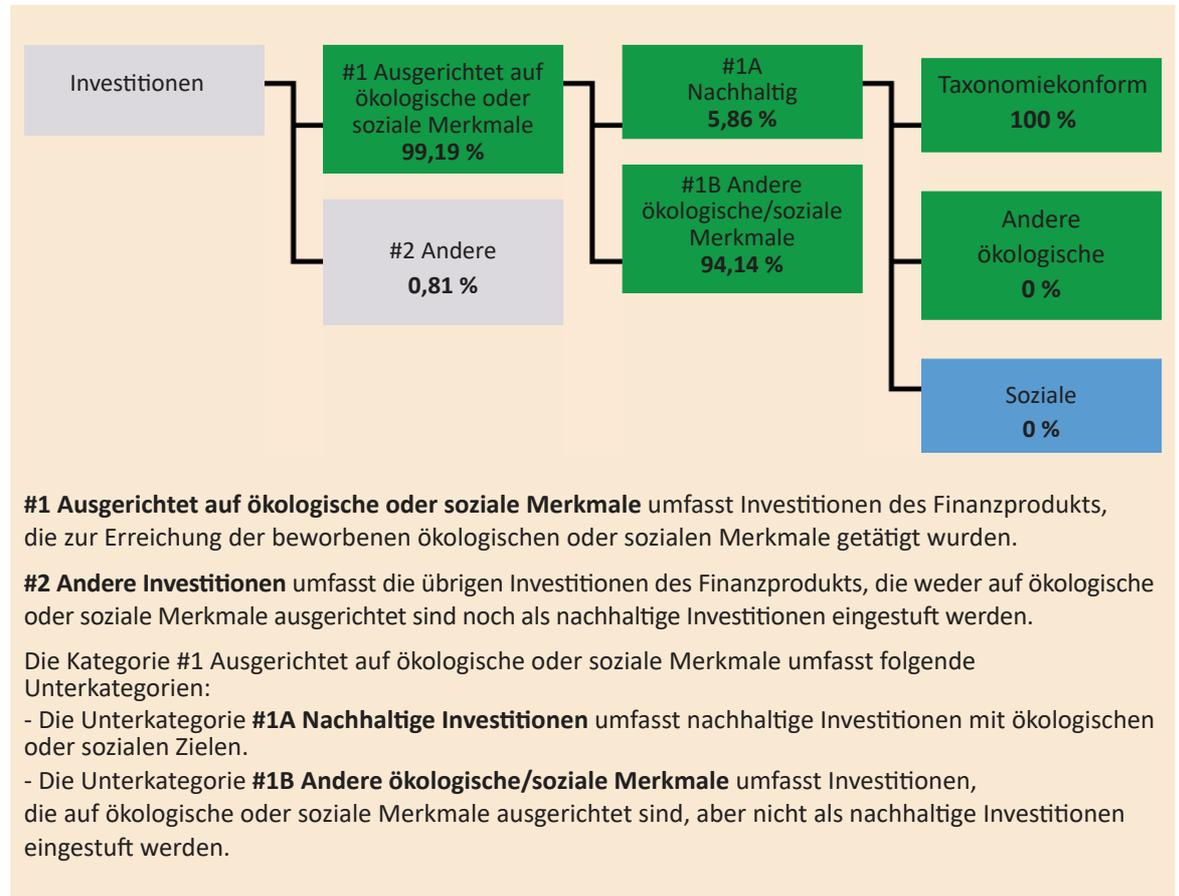 Investitionen
#1 Ausgerichtet auf
ökologische oder
soziale Merkmale
99,19 %
#2 Andere
0,81 %
#1A
Nachhaltig
5,86 %
#1B Andere
ökologische/soziale
Merkmale
94,14 %
Taxonomiekonform
100 %
Andere
ökologische
0 %
Soziale
0 %
#1 Ausgerichtet auf ökologische oder soziale Merkmale umfasst Investitionen des Finanzprodukts,
die zur Erreichung der beworbenen ökologischen oder sozialen Merkmale getätigt wurden.
#2 Andere Investitionen umfasst die übrigen Investitionen des Finanzprodukts, die weder auf ökologische
oder soziale Merkmale ausgerichtet sind noch als nachhaltige Investitionen eingestuft werden.
Die Kategorie #1 Ausgerichtet auf ökologische oder soziale Merkmale umfasst folgende
Unterkategorien:
- Die Unterkategorie #1A Nachhaltige Investitionen umfasst nachhaltige Investitionen mit ökologischen
oder sozialen Zielen.
- Die Unterkategorie #1B Andere ökologische/soziale Merkmale umfasst Investitionen,
die auf ökologische oder soziale Merkmale ausgerichtet sind, aber nicht als nachhaltige Investitionen
eingestuft werden.